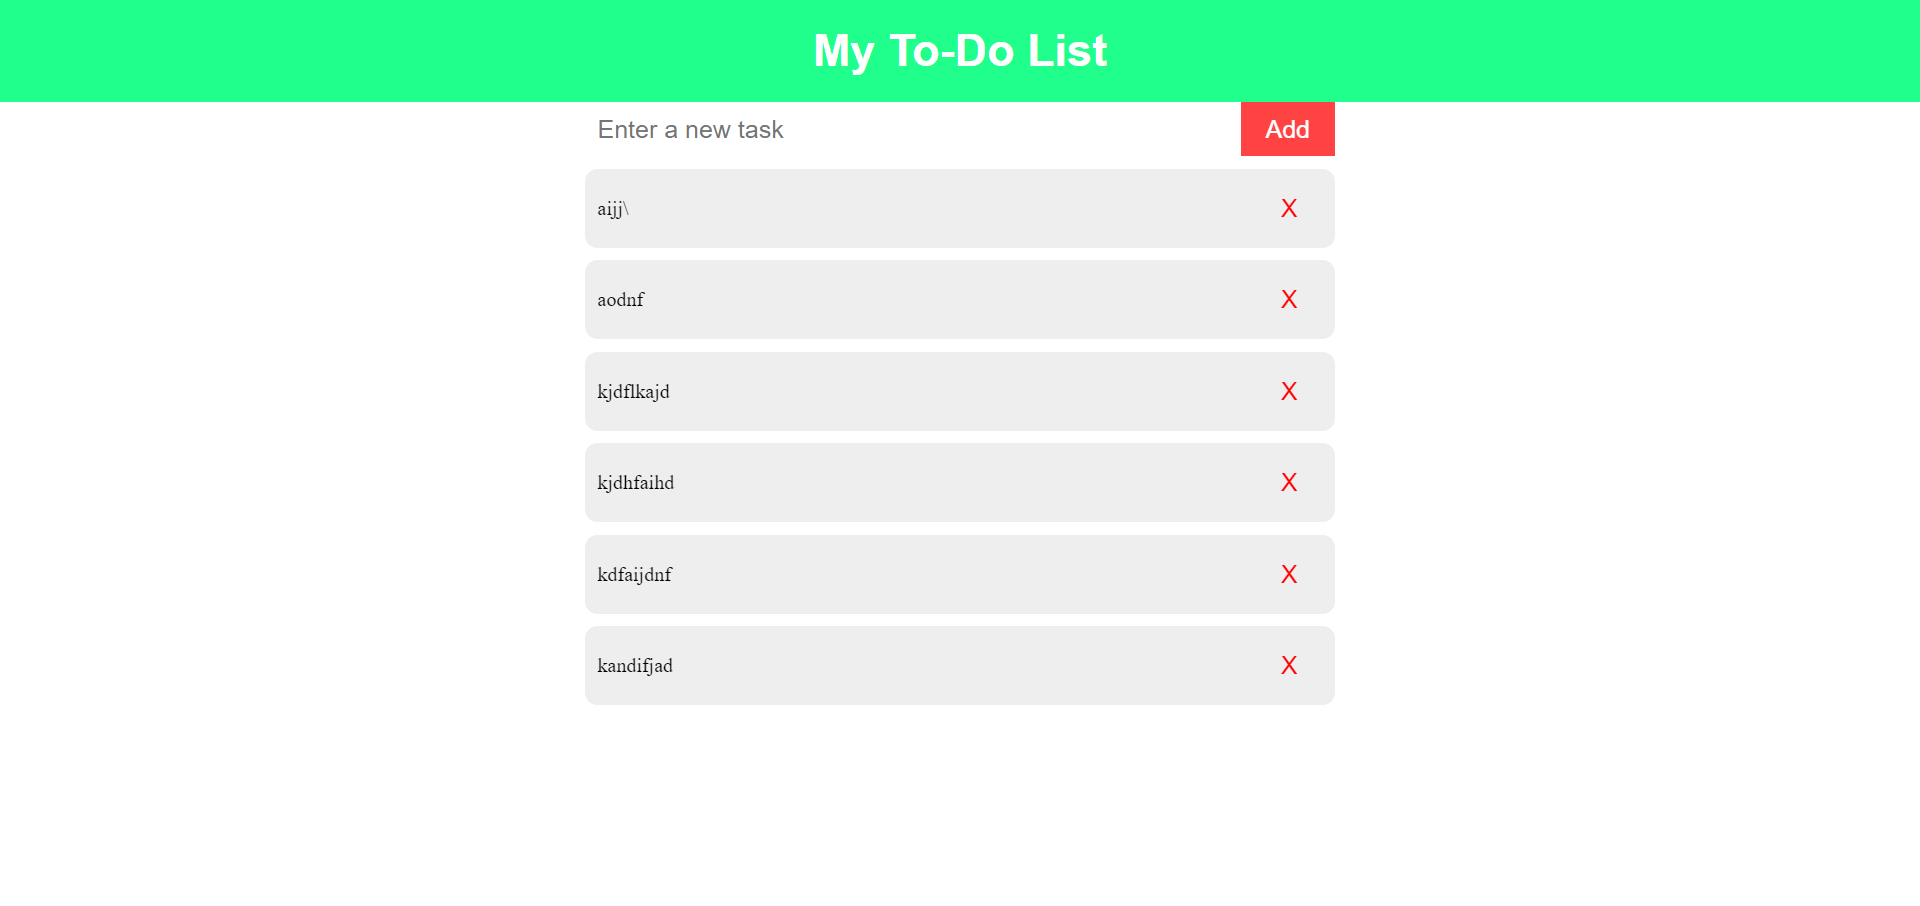 My To-Do List
Enter a new task
Add
aijj\
X
aodnf
X
kjdflkajd
X
kjdhfaihd
X
kdfaijdnf
X
kandifjad
X